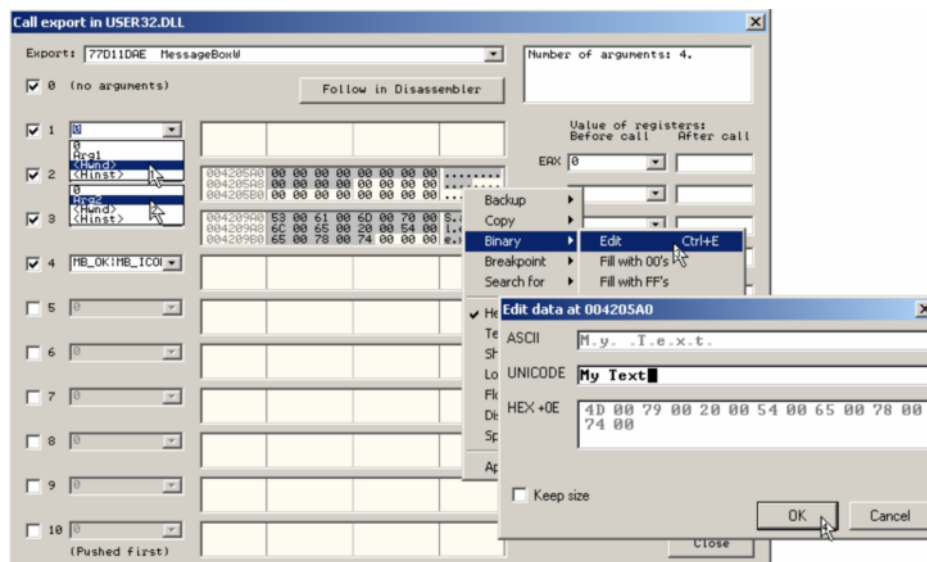 Call export in USER32.DLL
Export: 77D11DAE MessageBoxW
Number of arguments: 4.
0 (no arguments)
Follow in Disassembler
1 0
0
Arg1
<Hwnd>
<Hinst>
Value of registers:
Before call After call
EAX 0
2
0
Arg2
<Hwnd>
<Hinst>
004205A0 00 00 00 00 00 00 00 00 ........
004205A8 00 00 00 00 00 00 00 00
004205B0 00 00 00 00 00 00 00 00
3
004209A0 53 00 61 00 6D 00 70 00
004209A8 6C 00 65 00 20 00 54 00
004209B0 65 00 78 00 74 00 00 00
Backup
Copy
Binary
Breakpoint
Search for
Edit Ctrl+E
Fill with 00's
Fill with FF's
4 MB_OK|MB_ICO
5 0
6 0
7 0
8 0
9 0
10 0
(Pushed first)
Edit data at 004205A0
ASCII M.y. .T.e.x.t.
UNICODE My Text
HEX +0E 4D 00 79 00 20 00 54 00 65 00 78 00
74 00
Keep size
OK Cancel
Close